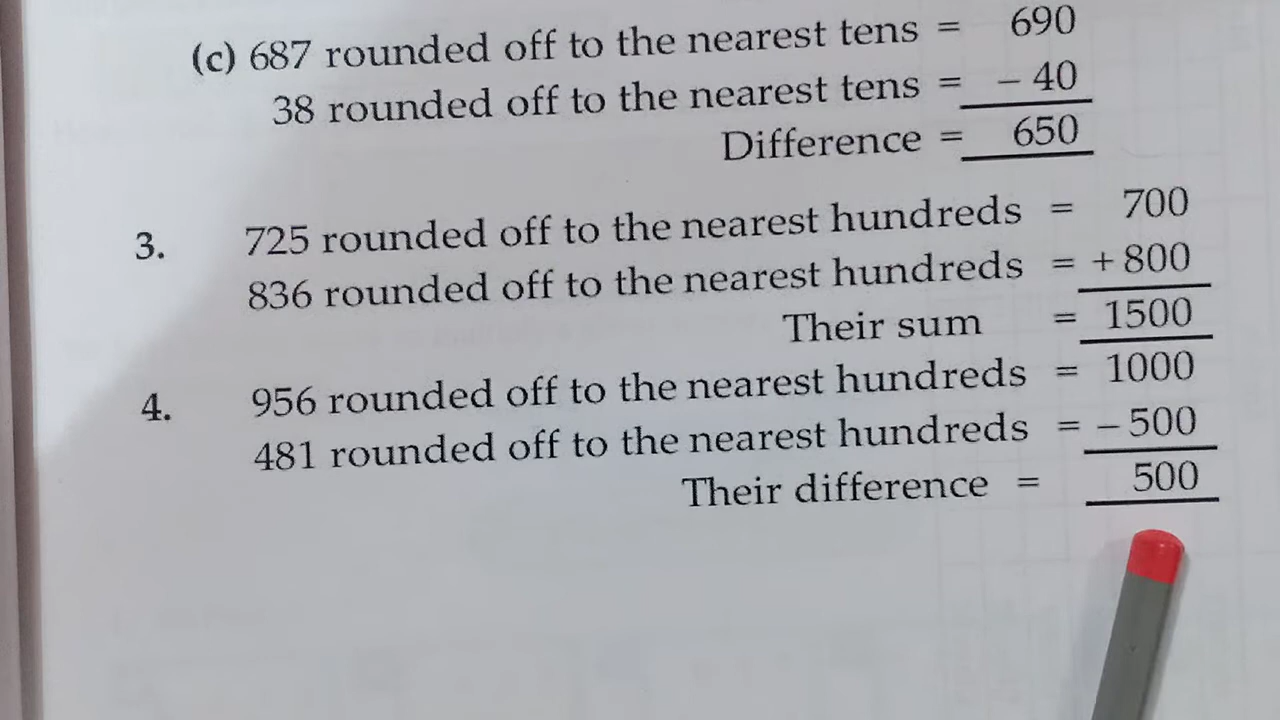 (c) 687 rounded off to the nearest tens = 690
38 rounded off to the nearest tens = – 40
Difference = 650
3. 725 rounded off to the nearest hundreds = 700
836 rounded off to the nearest hundreds = + 800
Their sum = 1500
4. 956 rounded off to the nearest hundreds = 1000
481 rounded off to the nearest hundreds = – 500
Their difference = 500